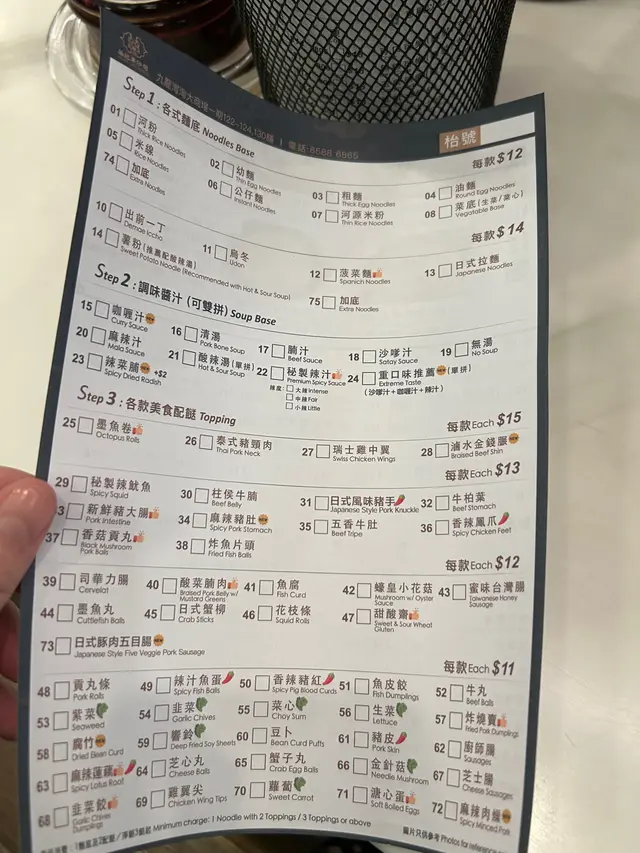 九龍灣淘大商場一期122-124,130舖 | 電話:8586 6565
枱號
Step 1 : 各式麵底 Noodles Base
每款 $12
01 河粉 Thick Rice Noodles
02 幼麵 Thin Egg Noodles
03 粗麵 Thick Egg Noodles
04 油麵 Round Egg Noodles
05 米線 Rice Noodles
06 公仔麵 Instant Noodles
07 河源米粉 Thin Rice Noodles
08 菜底 (生菜/菜心) Vegatable Base
74 加底 Extra Noodles
每款 $14
10 出前一丁 Demae Iccho
11 烏冬 Udon
12 菠菜麵 Spanich Noodles
13 日式拉麵 Japanese Noodles
14 薯粉 (推薦配酸辣湯) Sweet Potato Noodle (Recommended with Hot & Sour Soup)
75 加底 Extra Noodles
Step 2 : 調味醬汁 (可雙拼) Soup Base
15 咖喱汁 Curry Sauce
16 清湯 Pork Bone Soup
17 腩汁 Beef Sauce
18 沙嗲汁 Satay Sauce
19 無湯 No Soup
20 麻辣汁 Mala Sauce
21 酸辣湯 (單拼) Hot & Sour Soup
22 秘製辣汁 Premium Spicy Sauce
24 重口味推薦 (單拼) Extreme Taste
(沙嗲汁+咖喱汁+辣汁)
23 辣菜脯 +$2 Spicy Dried Radish
辣度: 大辣 Intense
中辣 Fair
小辣 Little
Step 3 : 各款美食配餸 Topping
每款 Each $15
25 墨魚卷 Octopus Rolls
26 泰式豬頸肉 Thai Pork Neck
27 瑞士雞中翼 Swiss Chicken Wings
28 滷水金錢𦟌 Braised Beef Shin
每款 Each $13
29 秘製辣魷魚 Spicy Squid
30 柱侯牛腩 Beef Belly
31 日式風味豬手 Japanese Style Pork Knuckle
32 牛柏葉 Beef Stomach
33 新鮮豬大腸 Pork Intestine
34 麻辣豬肚 Spicy Pork Stomach
35 五香牛肚 Beef Tripe
36 香辣鳳爪 Spicy Chicken Feet
37 香菇貢丸 Black Mushroom Pork Balls
38 炸魚片頭 Fried Fish Balls
每款 Each $12
39 司華力腸 Cervelat
40 酸菜腩肉 Braised Pork Belly w/ Mustard Greens
41 魚腐 Fish Curd
42 蠔皇小花菇 Mushroom w/ Oyster Sauce
43 蜜味台灣腸 Taiwanese Honey Sausage
44 墨魚丸 Cuttlefish Balls
45 日式蟹柳 Crab Sticks
46 花枝條 Squid Rolls
47 甜酸齋 Sweet & Sour Wheat Gluten
73 日式豚肉五目腸 Japanese Style Five Veggie Pork Sausage
每款 Each $11
48 貢丸條 Pork Rolls
49 辣汁魚蛋 Spicy Fish Balls
50 香辣豬紅 Spicy Pig Blood Curds
51 魚皮餃 Fish Dumplings
52 牛丸 Beef Balls
53 紫菜 Seaweed
54 韭菜 Garlic Chives
55 菜心 Choy Sum
56 生菜 Lettuce
57 炸燒賣 Fried Pork Dumplings
58 腐竹 Dried Bean Curd
59 響鈴 Deep Fried Soy Sheets
60 豆卜 Bean Curd Puffs
61 豬皮 Pork Skin
62 廚師腸 Sausages
63 麻辣蓮藕 Spicy Lotus Root
64 芝心丸 Cheese Balls
65 蟹子丸 Crab Egg Balls
66 金針菇 Needle Mushroom
67 芝士腸 Cheese Sausages
68 韭菜餃 Garlic Chives Dumplings
69 雞翼尖 Chicken Wing Tips
70 蘿蔔 Sweet Carrot
71 溏心蛋 Soft Boiled Eggs
72 麻辣肉燥 Spicy Minced Pork
Minimum charge: 1 Noodle with 2 Toppings / 3 Toppings or above
圖片只供參考 Photos for reference